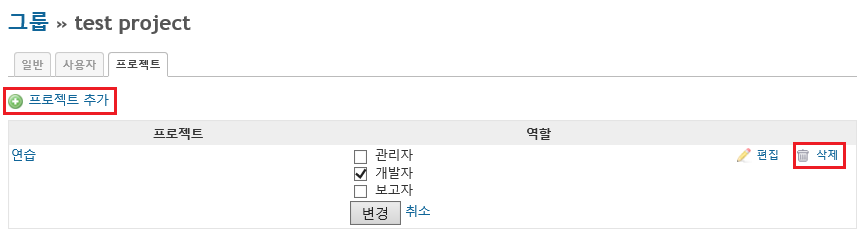 그룹 » test project
일반 사용자 프로젝트
프로젝트 추가
프로젝트 역할
연습 관리자 편집 삭제
개발자
보고자
변경 취소